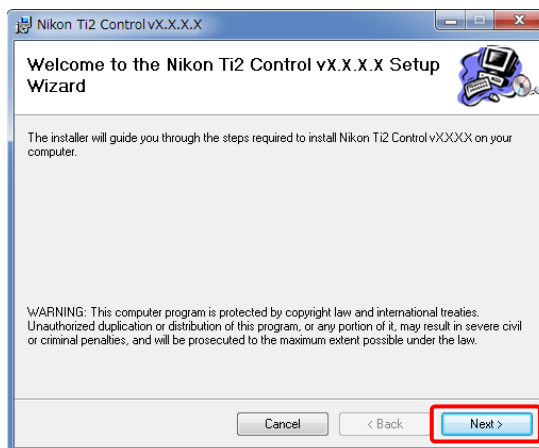 Nikon Ti2 Control vX.X.X.X
Welcome to the Nikon Ti2 Control vX.X.X.X Setup
Wizard
The installer will guide you through the steps required to install Nikon Ti2 Control vX.X.X.X on your
computer.
WARNING: This computer program is protected by copyright law and international treaties.
Unauthorized duplication or distribution of this program, or any portion of it, may result in severe civil
or criminal penalties, and will be prosecuted to the maximum extent possible under the law.
Cancel
< Back
Next >